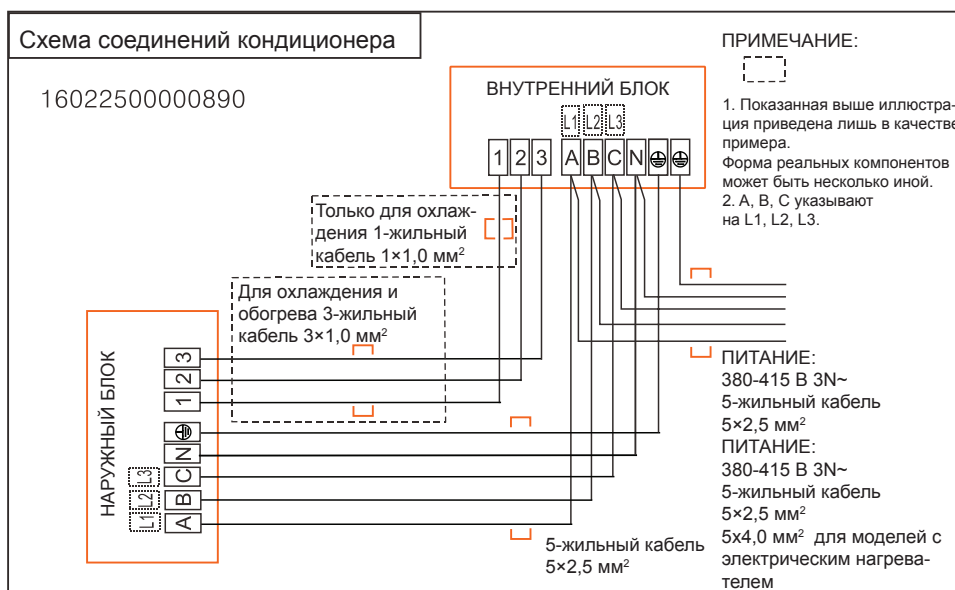 Схема соединений кондиционера
16022500000890
ВНУТРЕННИЙ БЛОК
L1 L2 L3
1 2 3 A B C N
ПРИМЕЧАНИЕ:
1. Показанная выше иллюстра-
ция приведена лишь в качестве
примера.
Форма реальных компонентов
может быть несколько иной.
2. A, B, C указывают
на L1, L2, L3.
Только для охлаж-
дения 1-жильный
кабель 1×1,0 мм²
Для охлаждения и
обогрева 3-жильный
кабель 3×1,0 мм²
НАРУЖНЫЙ БЛОК
L1 L2 L3
A B C N 1 2 3
5-жильный кабель
5×2,5 мм²
ПИТАНИЕ:
380-415 В 3N~
5-жильный кабель
5×2,5 мм²
ПИТАНИЕ:
380-415 В 3N~
5-жильный кабель
5×2,5 мм²
5x4,0 мм² для моделей с
электрическим нагрева-
телем